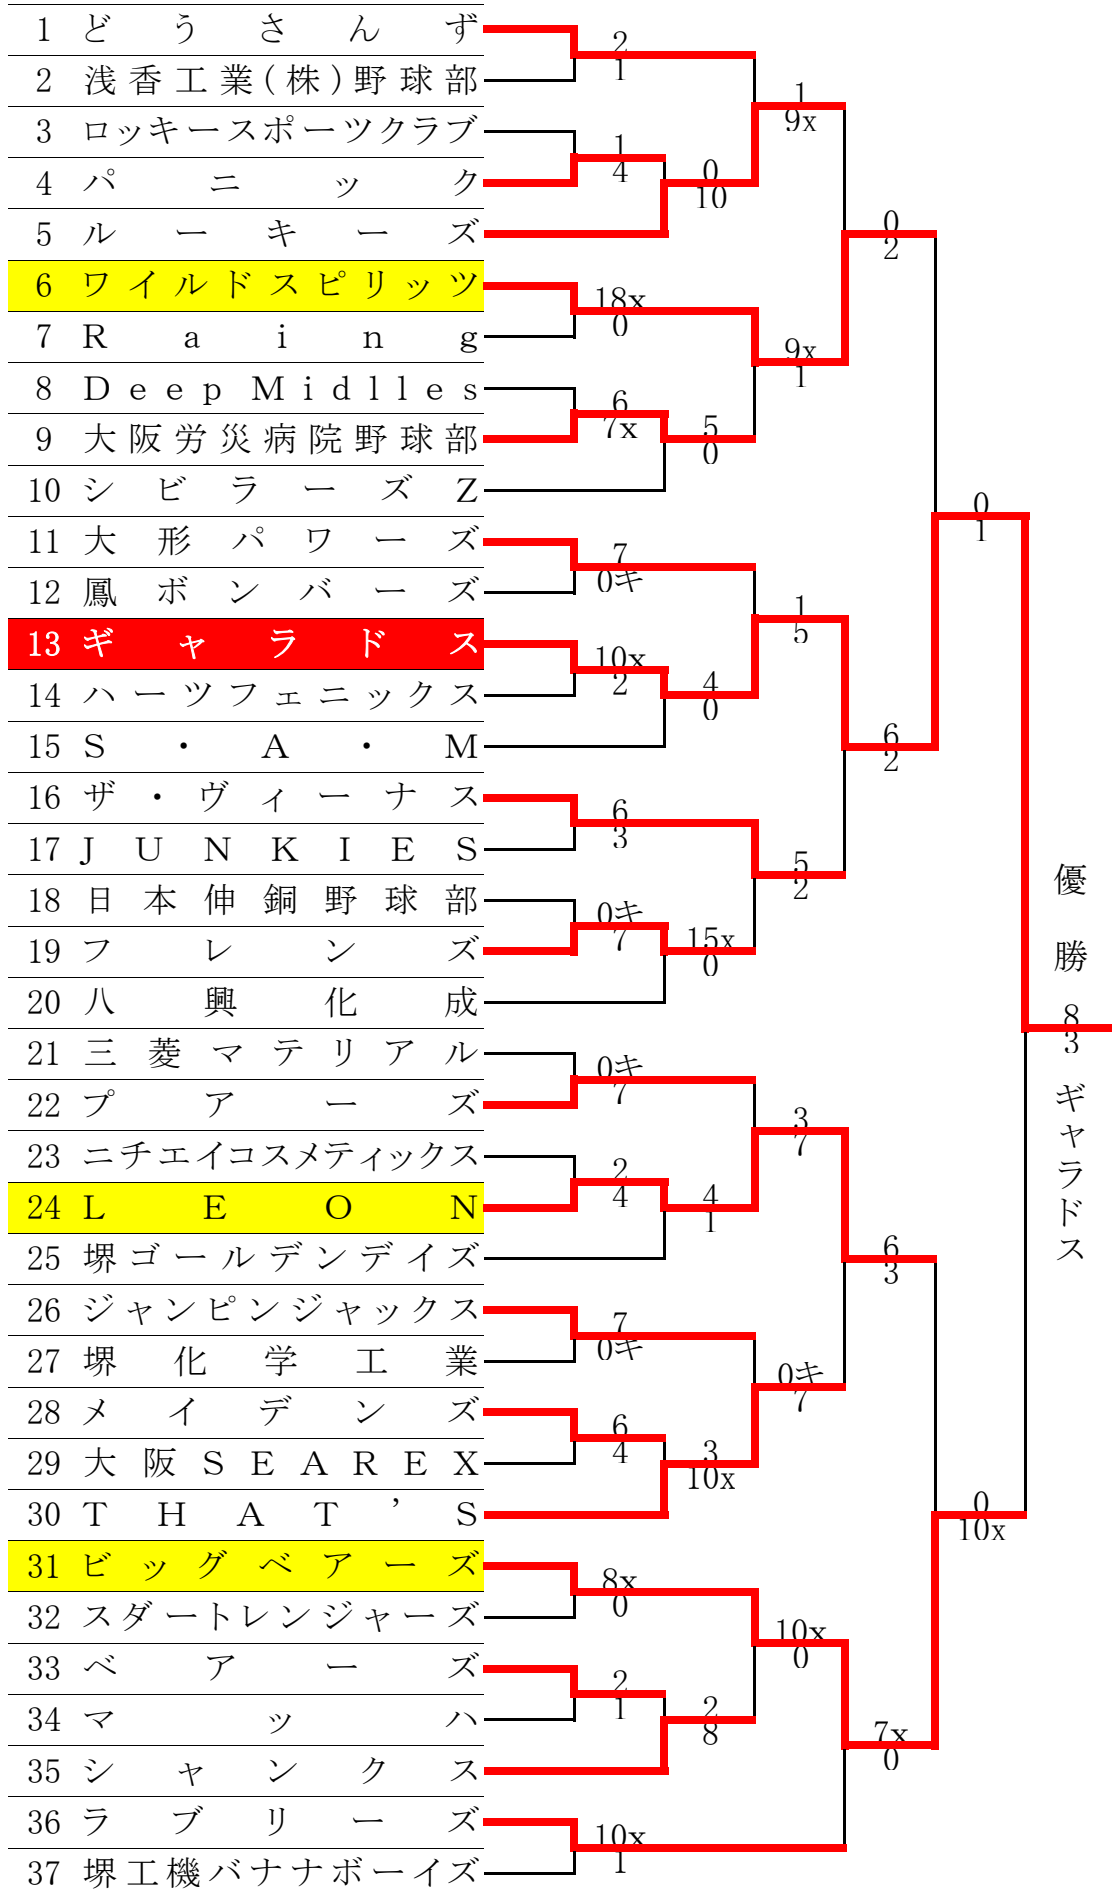 1 どうさんず
2 浅香工業(株)野球部
3 ロッキースポーツクラブ
4 パニック
5 ルーキーズ
6 ワイルドスピリッツ
7 Raing
8 Deep Midlles
9 大阪労災病院野球部
10 シビラーズZ
11 大形パワーズ
12 鳳ボンバーズ
13 ギャラドス
14 ハーツフェニックス
15 S・A・M
16 ザ・ヴィーナス
17 JUNKIES
18 日本伸銅野球部
19 フレンズ
20 八興化成
21 三菱マテリアル
22 プアーズ
23 ニチエイコスメティックス
24 LEON
25 堺ゴールデンデイズ
26 ジャンピンジャックス
27 堺化学工業
28 メイデンズ
29 大阪SEAREX
30 THAT’S
31 ビッグベアーズ
32 スダートレンジャーズ
33 ベアーズ
34 マッハ
35 シャンクス
36 ラブリーズ
37 堺工機バナナボーイズ
2
1
1
4
18x
0
6
7x
7
0キ
10x
2
6
3
0キ
7
0キ
7
2
4
7
0キ
6
4
8x
0
2
1
10x
1
0
10
5
0
4
0
15x
0
4
1
3
10x
2
8
1
9x
9x
1
1
5
5
2
3
7
0キ
7
10x
0
0
2
6
2
6
3
7x
0
0
1
0
10x
優勝
8
3
ギャラドス